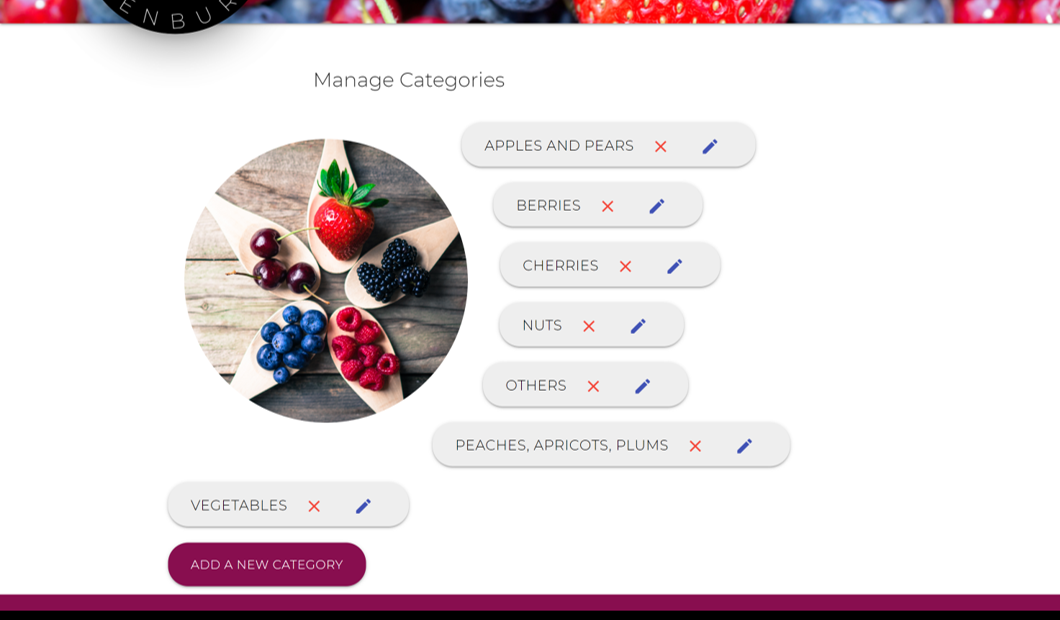 ENBUR
Manage Categories
APPLES AND PEARS
BERRIES
CHERRIES
NUTS
OTHERS
PEACHES, APRICOTS, PLUMS
VEGETABLES
ADD A NEW CATEGORY